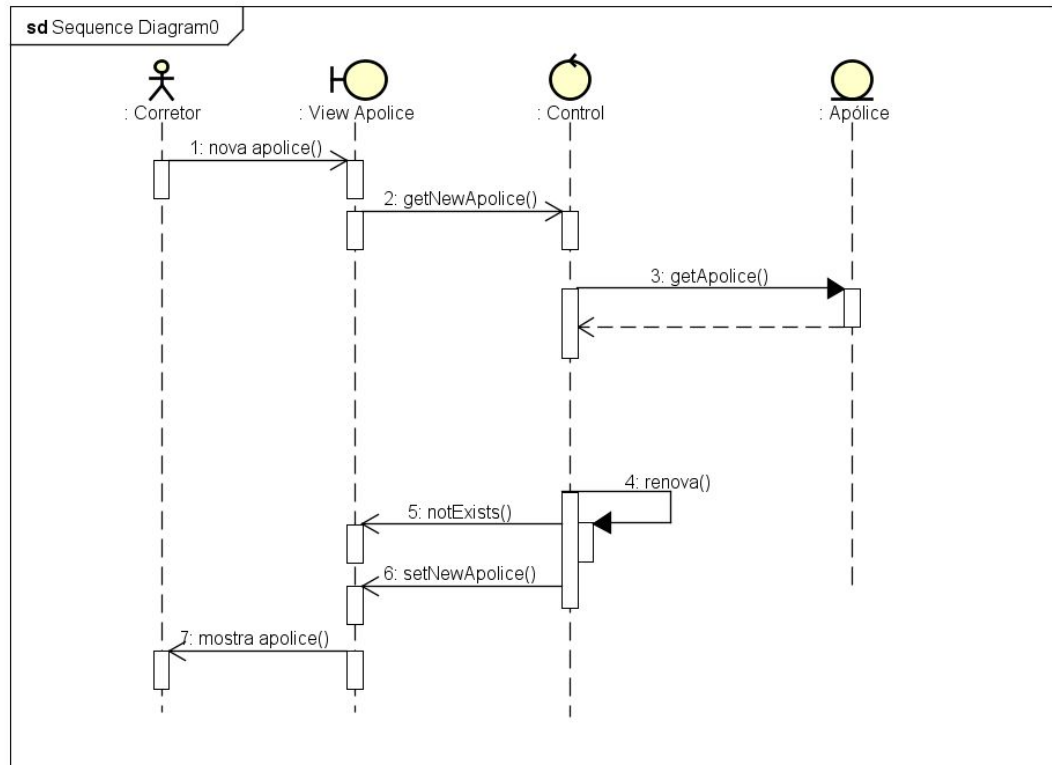 sd Sequence Diagram0
: Corretor
: View Apolice
: Control
: Apólice
1: nova apolice()
2: getNewApolice()
3: getApolice()
4: renova()
5: notExists()
6: setNewApolice()
7: mostra apolice()